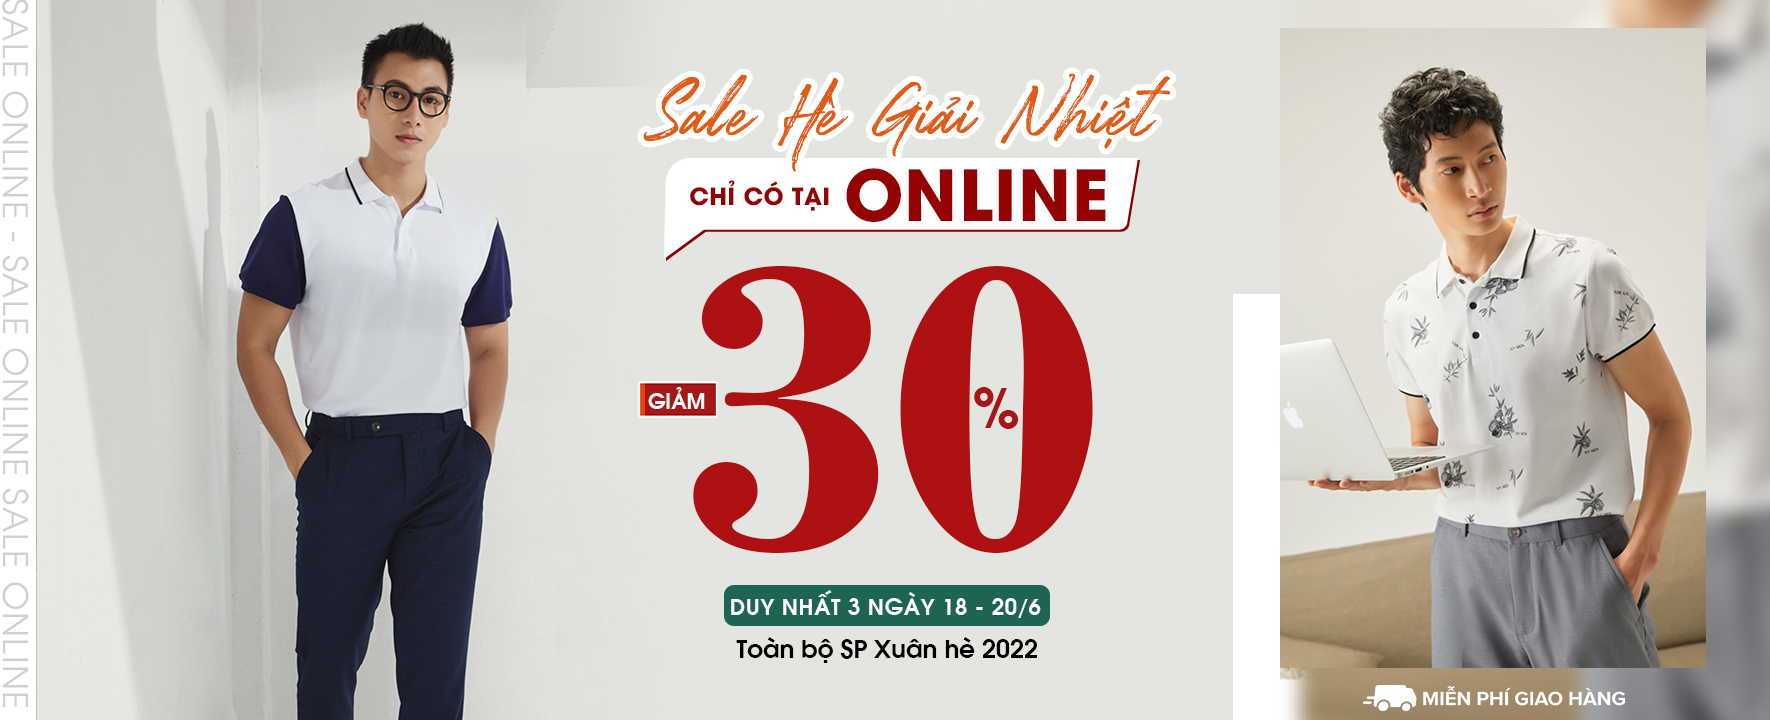 SALE ONLINE - SALE ONLINE SALE ONLINE
Sale Hè Giải Nhiệt
CHỈ CÓ TẠI ONLINE
GIẢM 30%
DUY NHẤT 3 NGÀY 18 - 20/6
Toàn bộ SP Xuân hè 2022
MIỄN PHÍ GIAO HÀNG